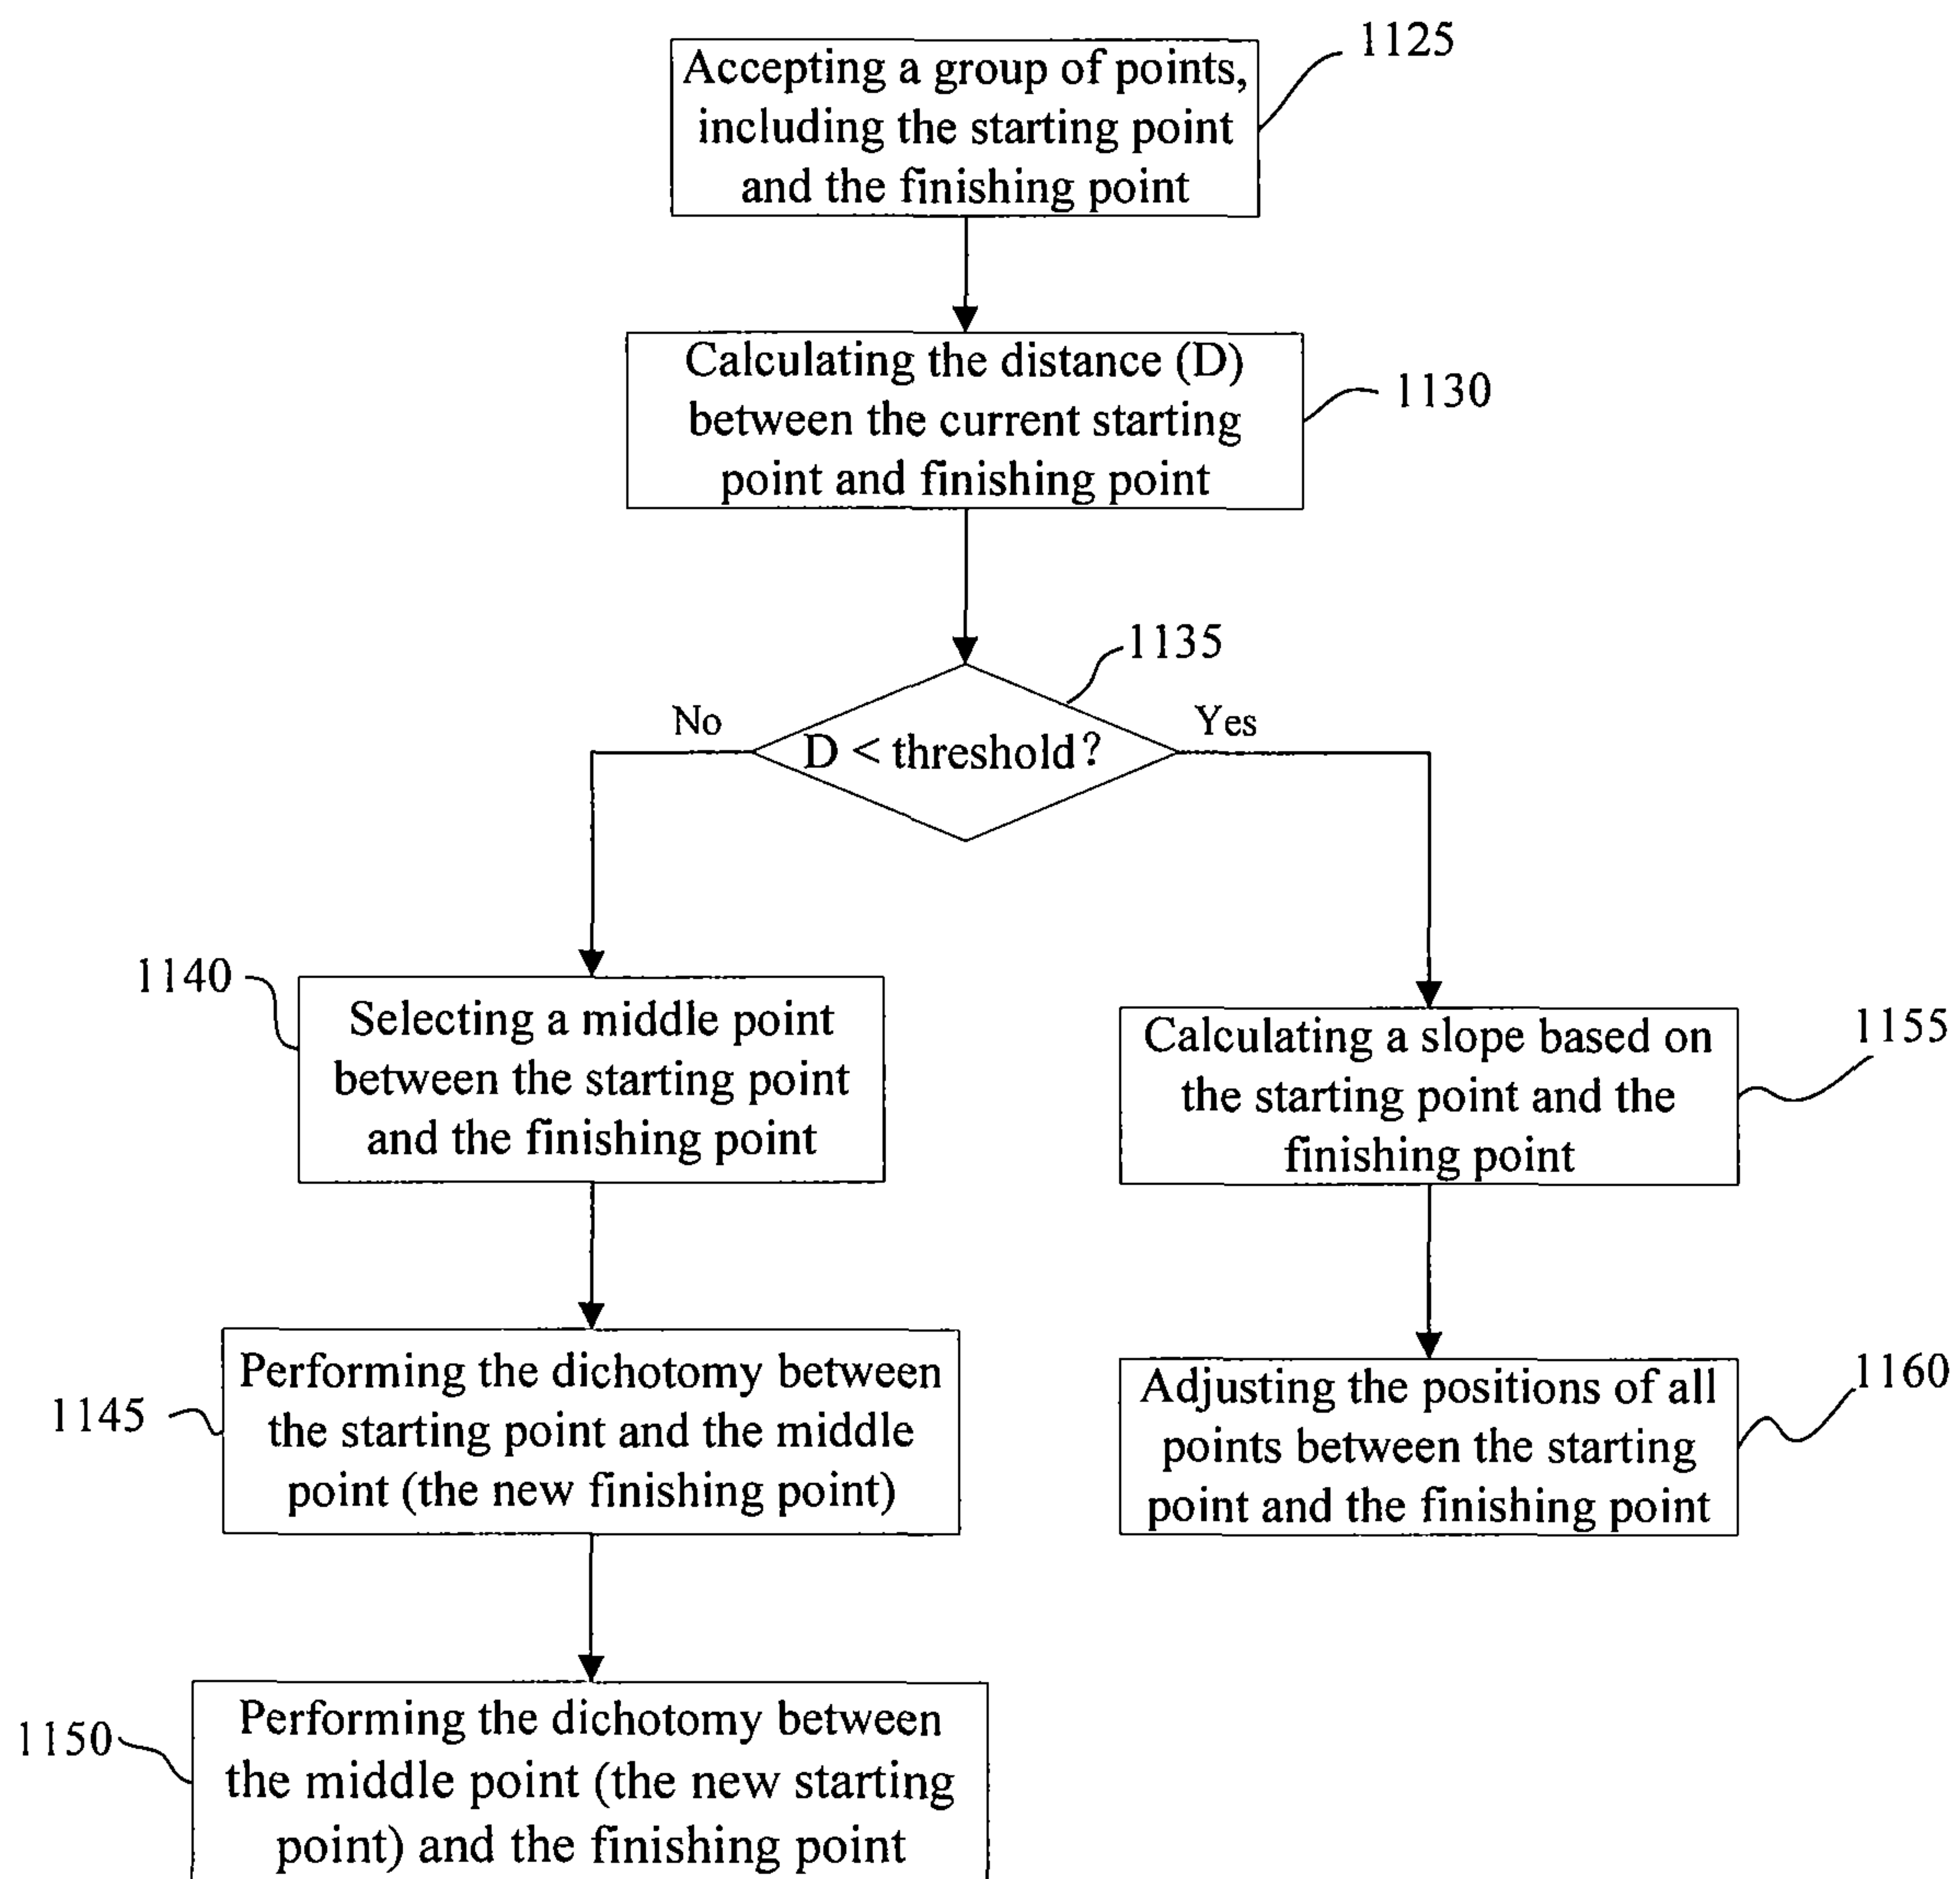 1125
Accepting a group of points,
including the starting point
and the finishing point
Calculating the distance (D)
between the current starting
point and finishing point
1130
1135
No
Yes
D < threshold?
1140
Selecting a middle point
between the starting point
and the finishing point
1155
Calculating a slope based on
the starting point and the
finishing point
1145
Performing the dichotomy between
the starting point and the middle
point (the new finishing point)
1160
Adjusting the positions of all
points between the starting
point and the finishing point
1150
Performing the dichotomy between
the middle point (the new starting
point) and the finishing point